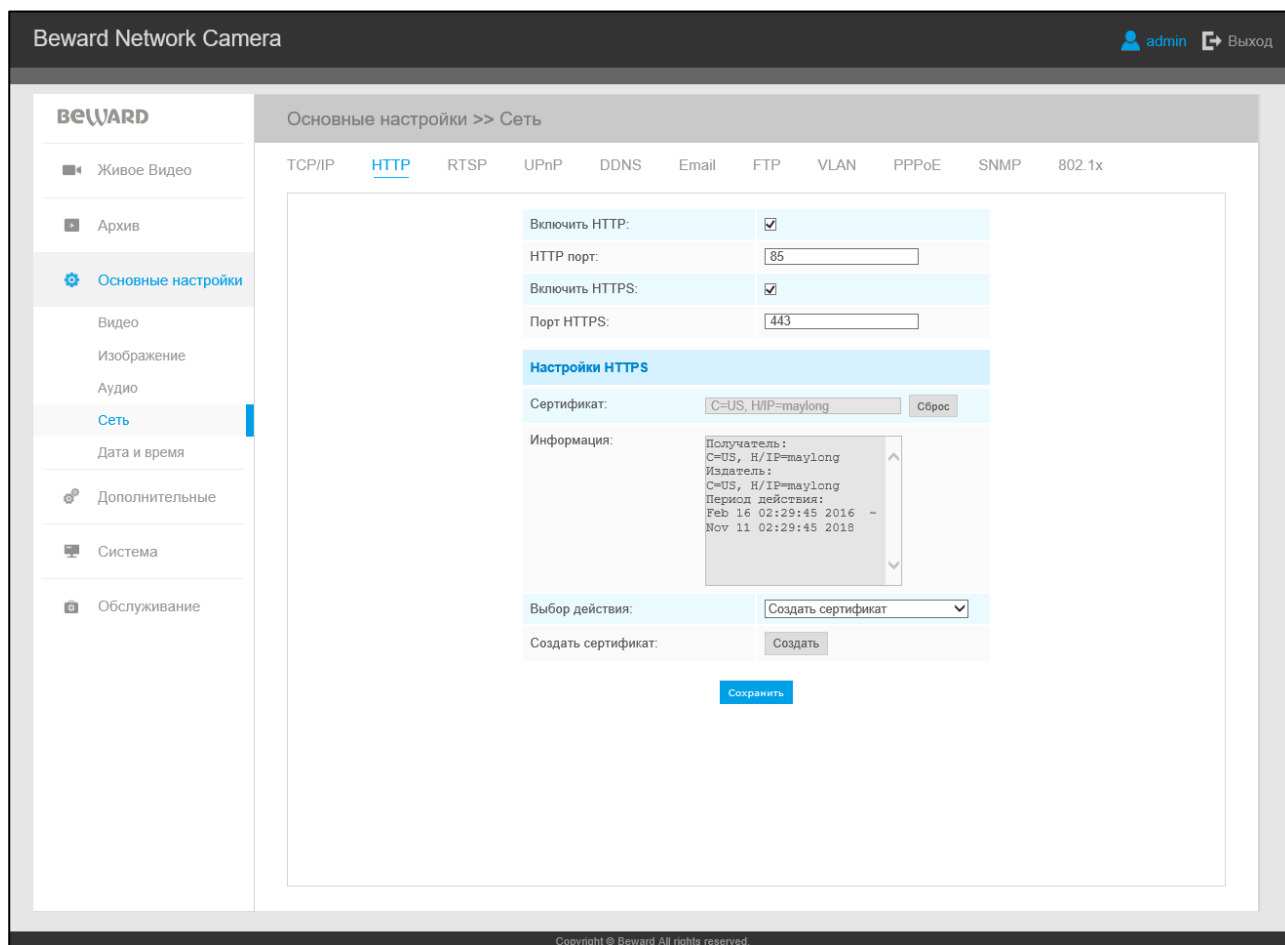 Beward Network Camera
admin Выход
BEWARD
Основные настройки >> Сеть
Живое Видео
Архив
Основные настройки
Видео
Изображение
Аудио
Сеть
Дата и время
Дополнительные
Система
Обслуживание
TCP/IP HTTP RTSP UPnP DDNS Email FTP VLAN PPPoE SNMP 802.1x
Включить HTTP:
HTTP порт: 85
Включить HTTPS:
Порт HTTPS: 443
Настройки HTTPS
Сертификат: C=US, H/IP=maylong Сброс
Информация:
Получатель:
C=US, H/IP=maylong
Издатель:
C=US, H/IP=maylong
Период действия:
Feb 16 02:29:45 2016 ~
Nov 11 02:29:45 2018
Выбор действия: Создать сертификат
Создать сертификат: Создать
Сохранить
Copyright © Beward All rights reserved.